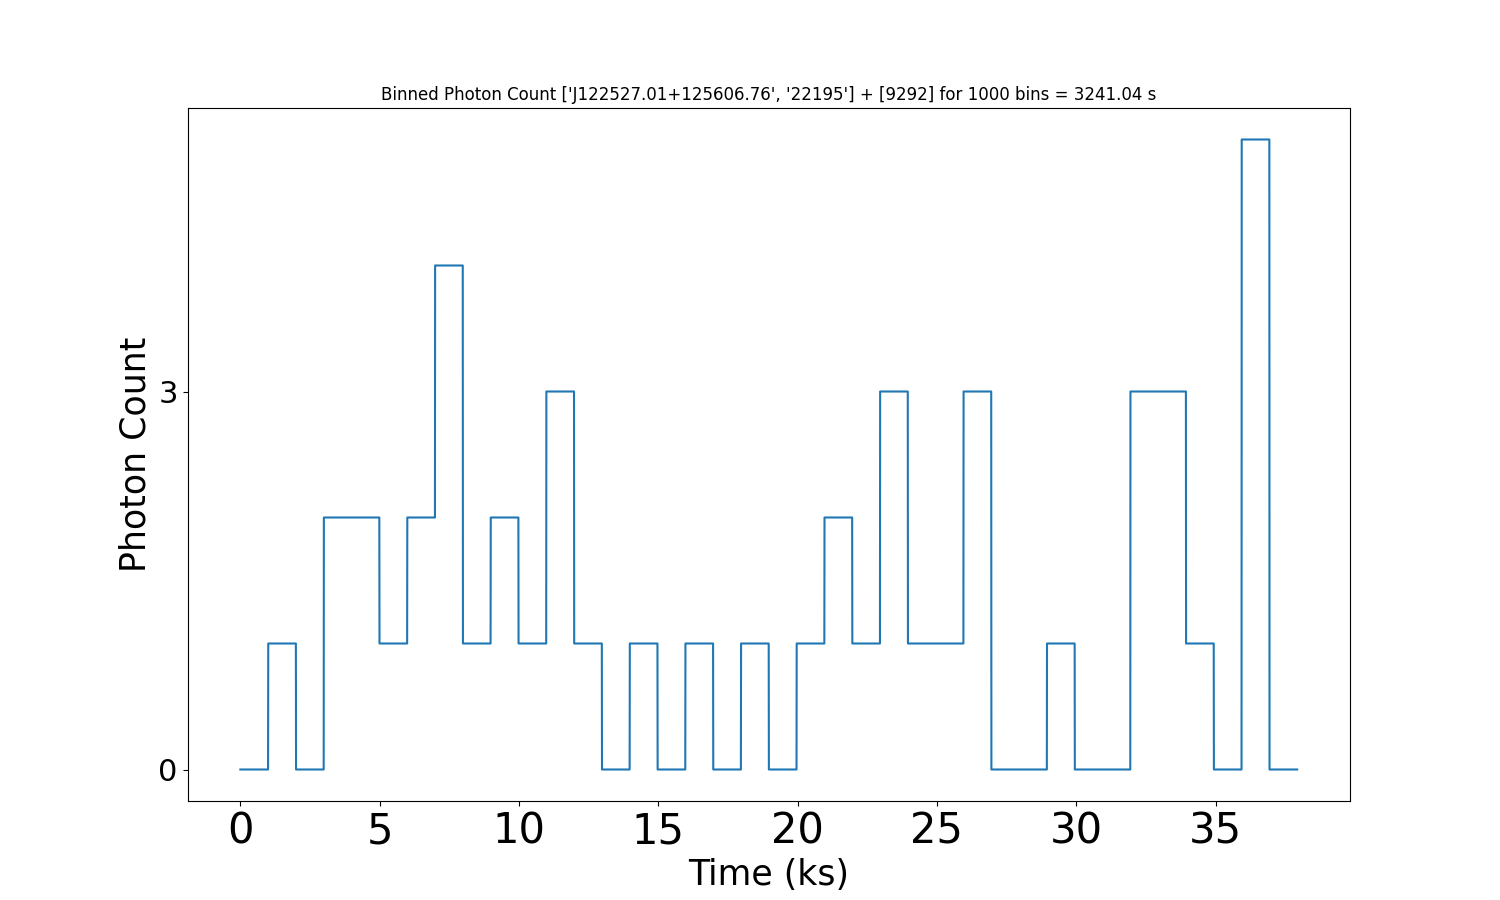 Binned Photon Count ['J122527.01+125606.76', '22195'] + [9292] for 1000 bins = 3241.04 s
Photon Count
3
0
0 5 10 15 20 25 30 35
Time (ks)